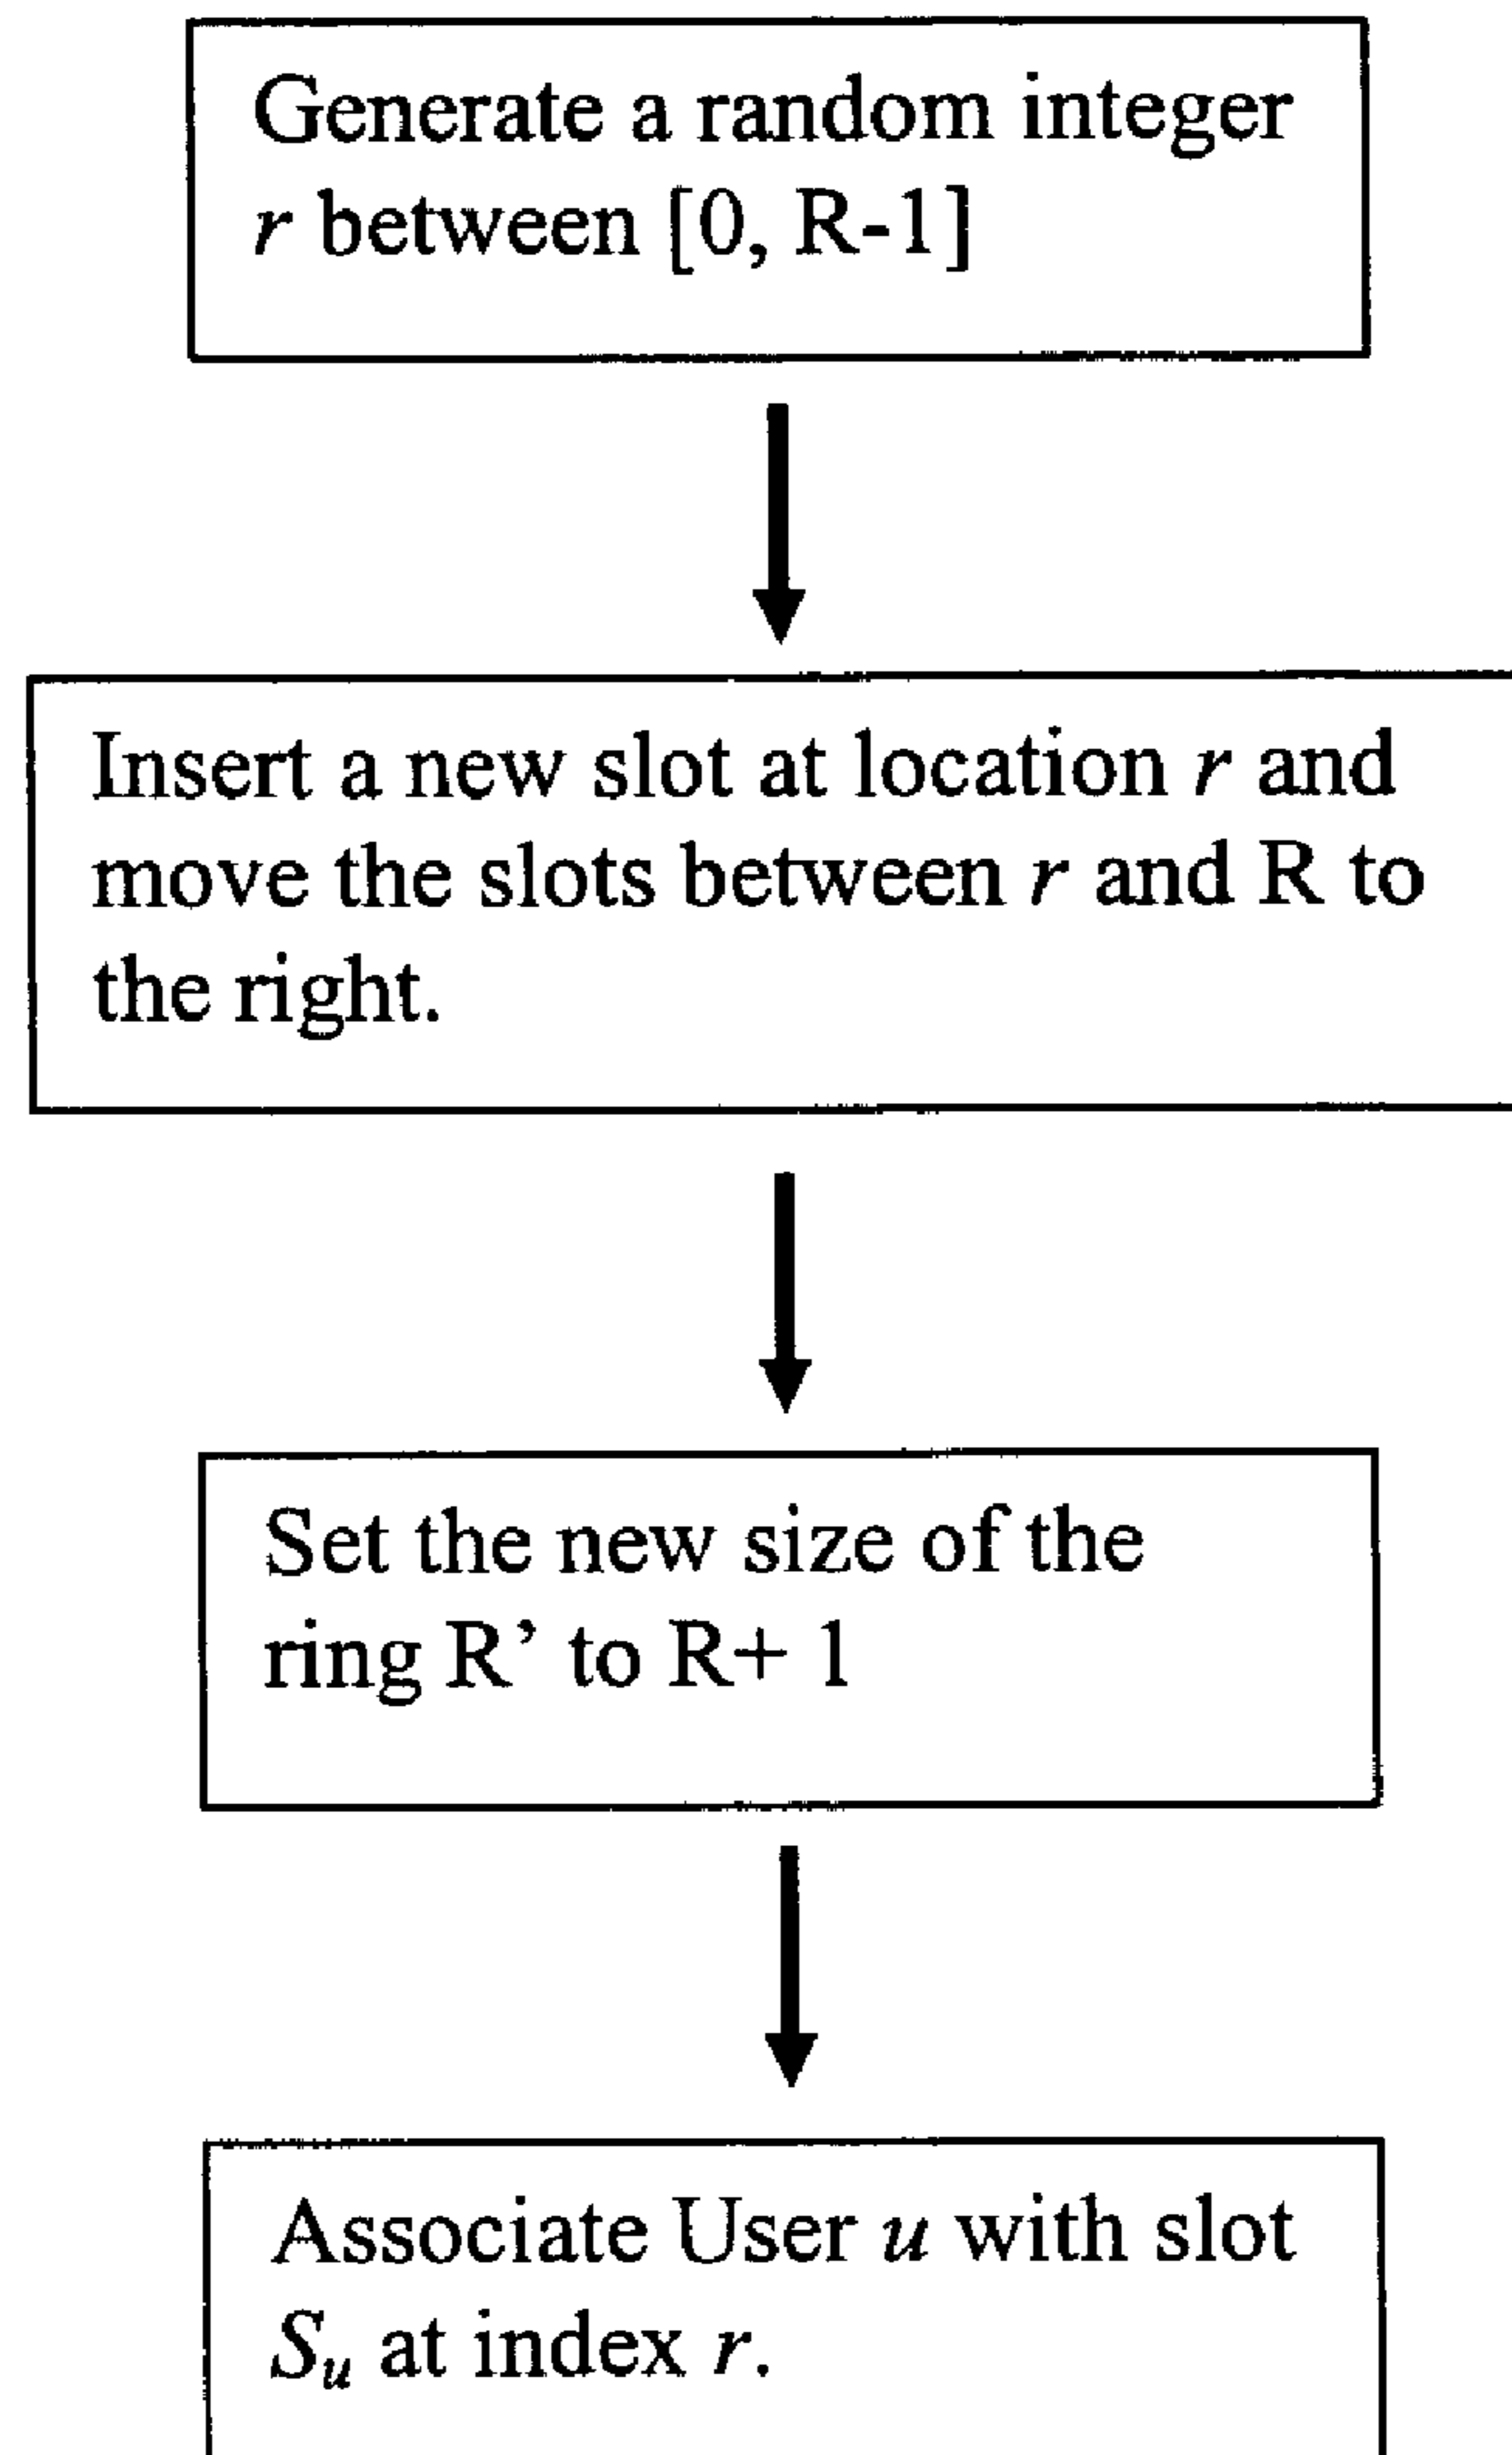 Generate a random integer
r between [0, R-1]
Insert a new slot at location r and
move the slots between r and R to
the right.
Set the new size of the
ring R’ to R+ 1
Associate User u with slot
Su at index r.